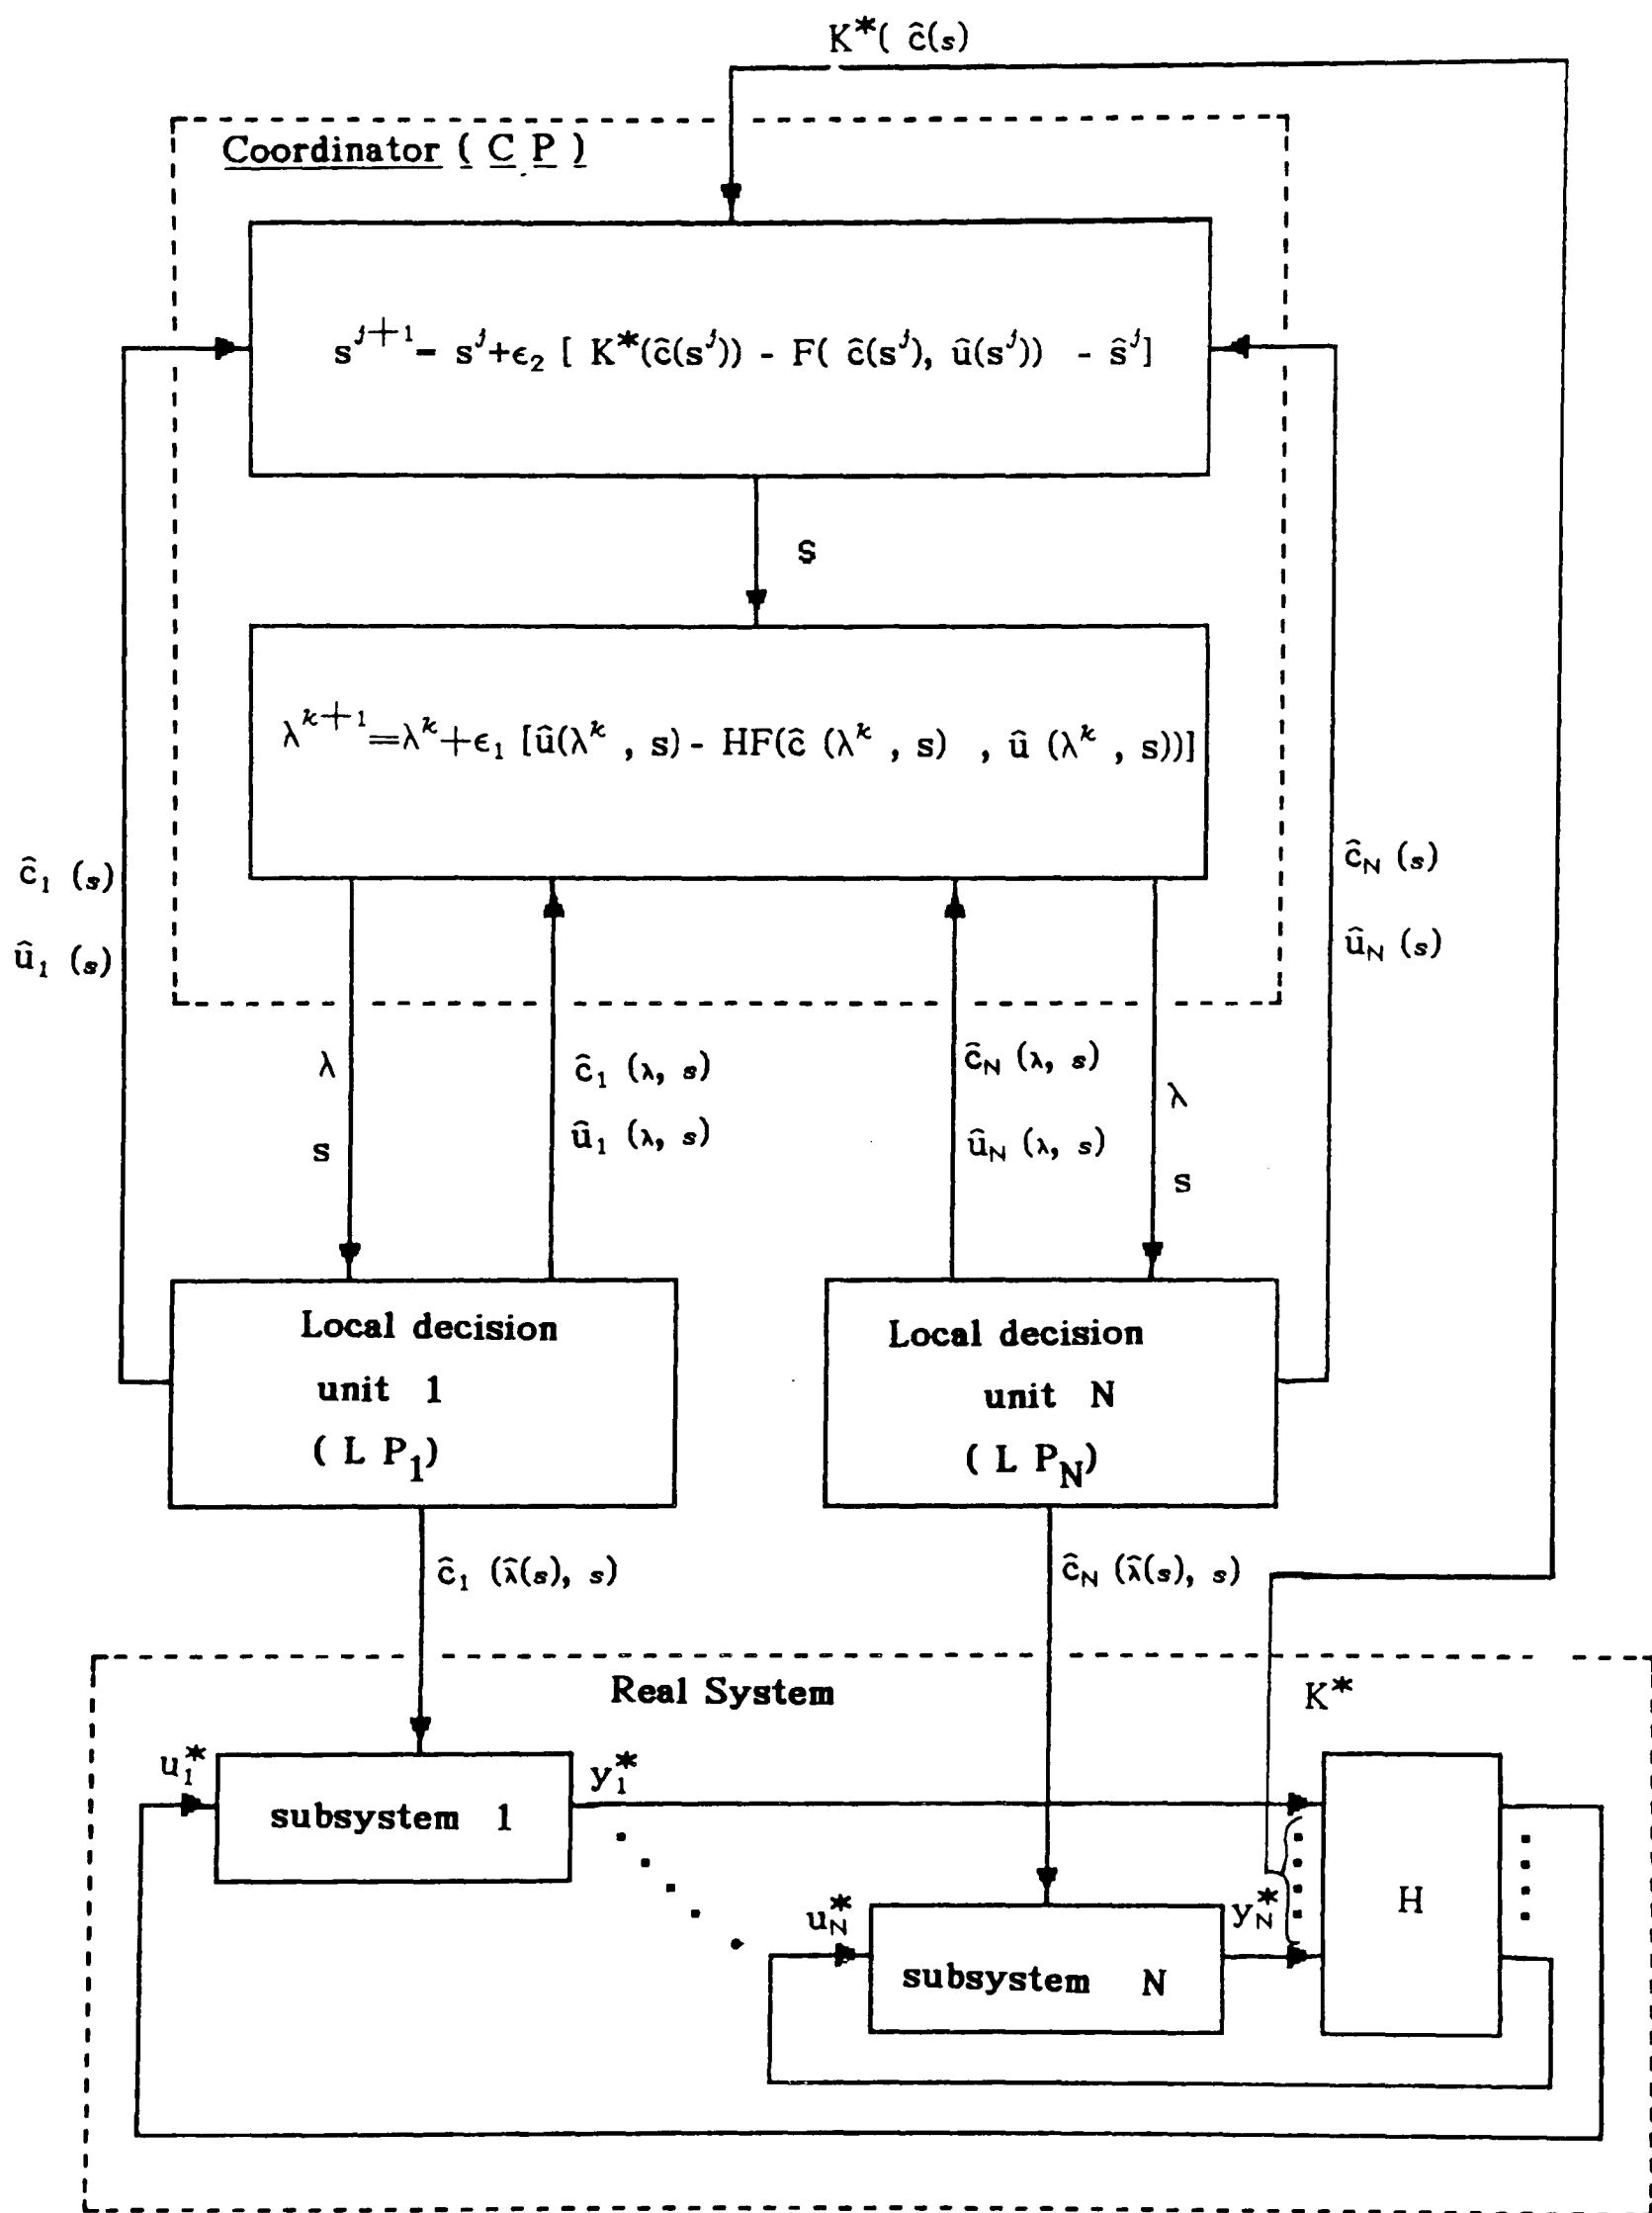 K*( ĉ(s)
Coordinator ( C P )
s^{j+1}= s^j+ϵ₂ [ K*(ĉ(s^j)) - F( ĉ(s^j), û(s^j)) - ŝ^j]
S
λ^{k+1}=λ^k+ϵ₁ [û(λ^k , s) - HF(ĉ (λ^k , s) , û (λ^k , s))]
ĉ₁ (s)
û₁ (s)
ĉ_N (s)
û_N (s)
λ
s
ĉ₁ (λ, s)
û₁ (λ, s)
ĉ_N (λ, s)
û_N (λ, s)
λ
s
Local decision
unit 1
( L P₁)
Local decision
unit N
( L P_N)
ĉ₁ (λ̂(s), s)
ĉ_N (λ̂(s), s)
Real System
K*
u₁*
subsystem 1
y₁*
u_N*
subsystem N
y_N*
H